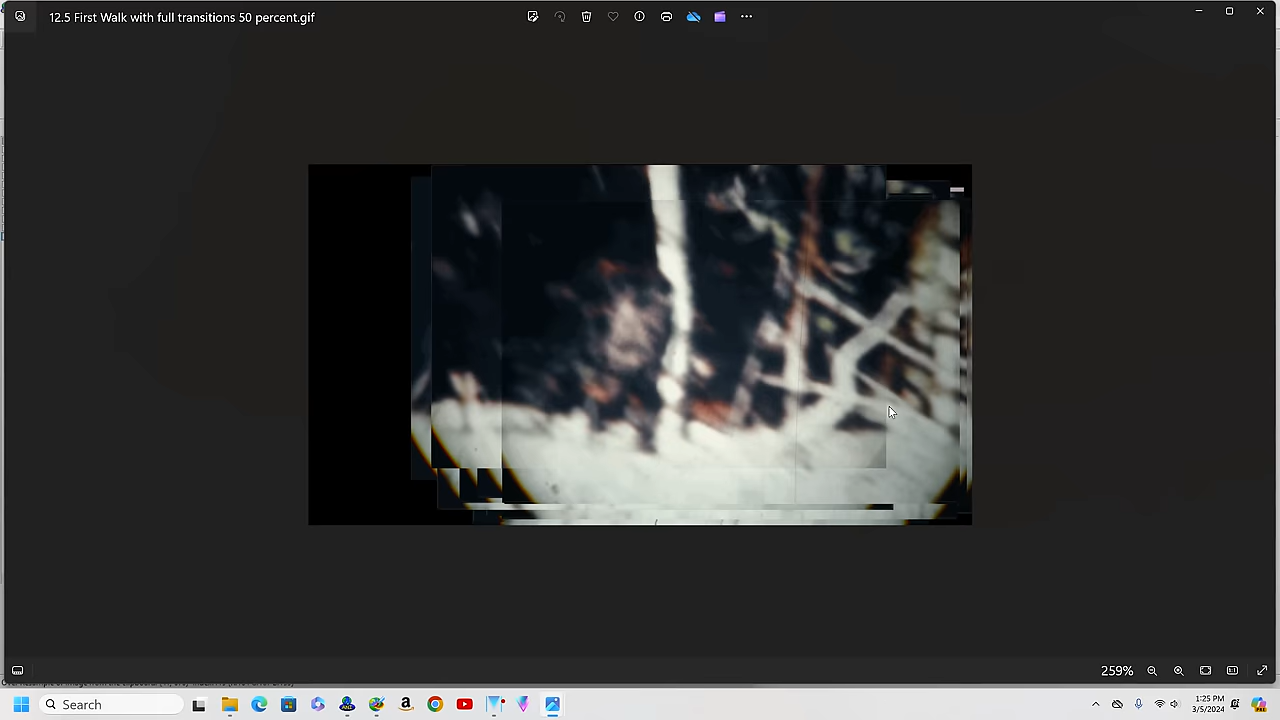 12.5 First Walk with full transitions 50 percent.gif
259%
Search
1:25 PM
3/5/2024